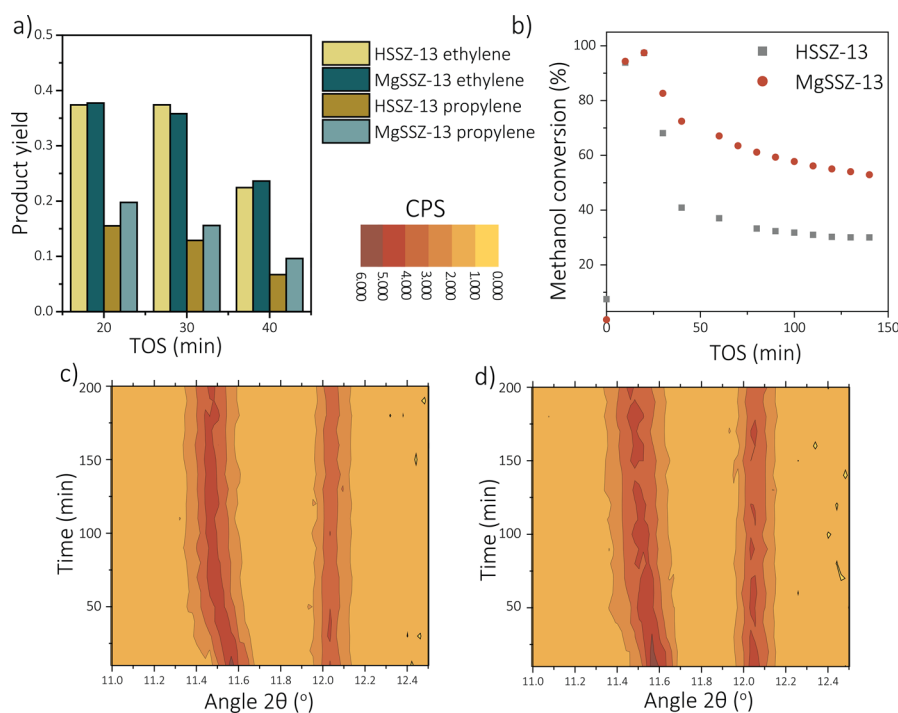 a)
0.5
0.4
0.3
0.2
0.1
0.0
Product yield
20
30
40
TOS (min)
HSSZ-13 ethylene
MgSSZ-13 ethylene
HSSZ-13 propylene
MgSSZ-13 propylene
CPS
6.000
5.000
4.000
3.000
2.000
1.000
0.000
b)
100
80
60
40
20
Methanol conversion (%)
0
50
100
150
TOS (min)
HSSZ-13
MgSSZ-13
c)
200
150
100
50
Time (min)
11.0 11.2 11.4 11.6 11.8 12.0 12.2 12.4
Angle 2θ (°)
d)
200
150
100
50
Time (min)
11.0 11.2 11.4 11.6 11.8 12.0 12.2 12.4
Angle 2θ (°)